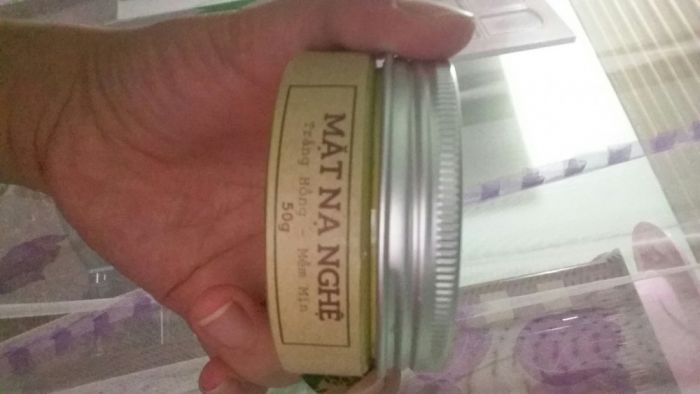 MẶT NẠ NGHỆ
Trắng Hồng - Mềm Mịn
50g